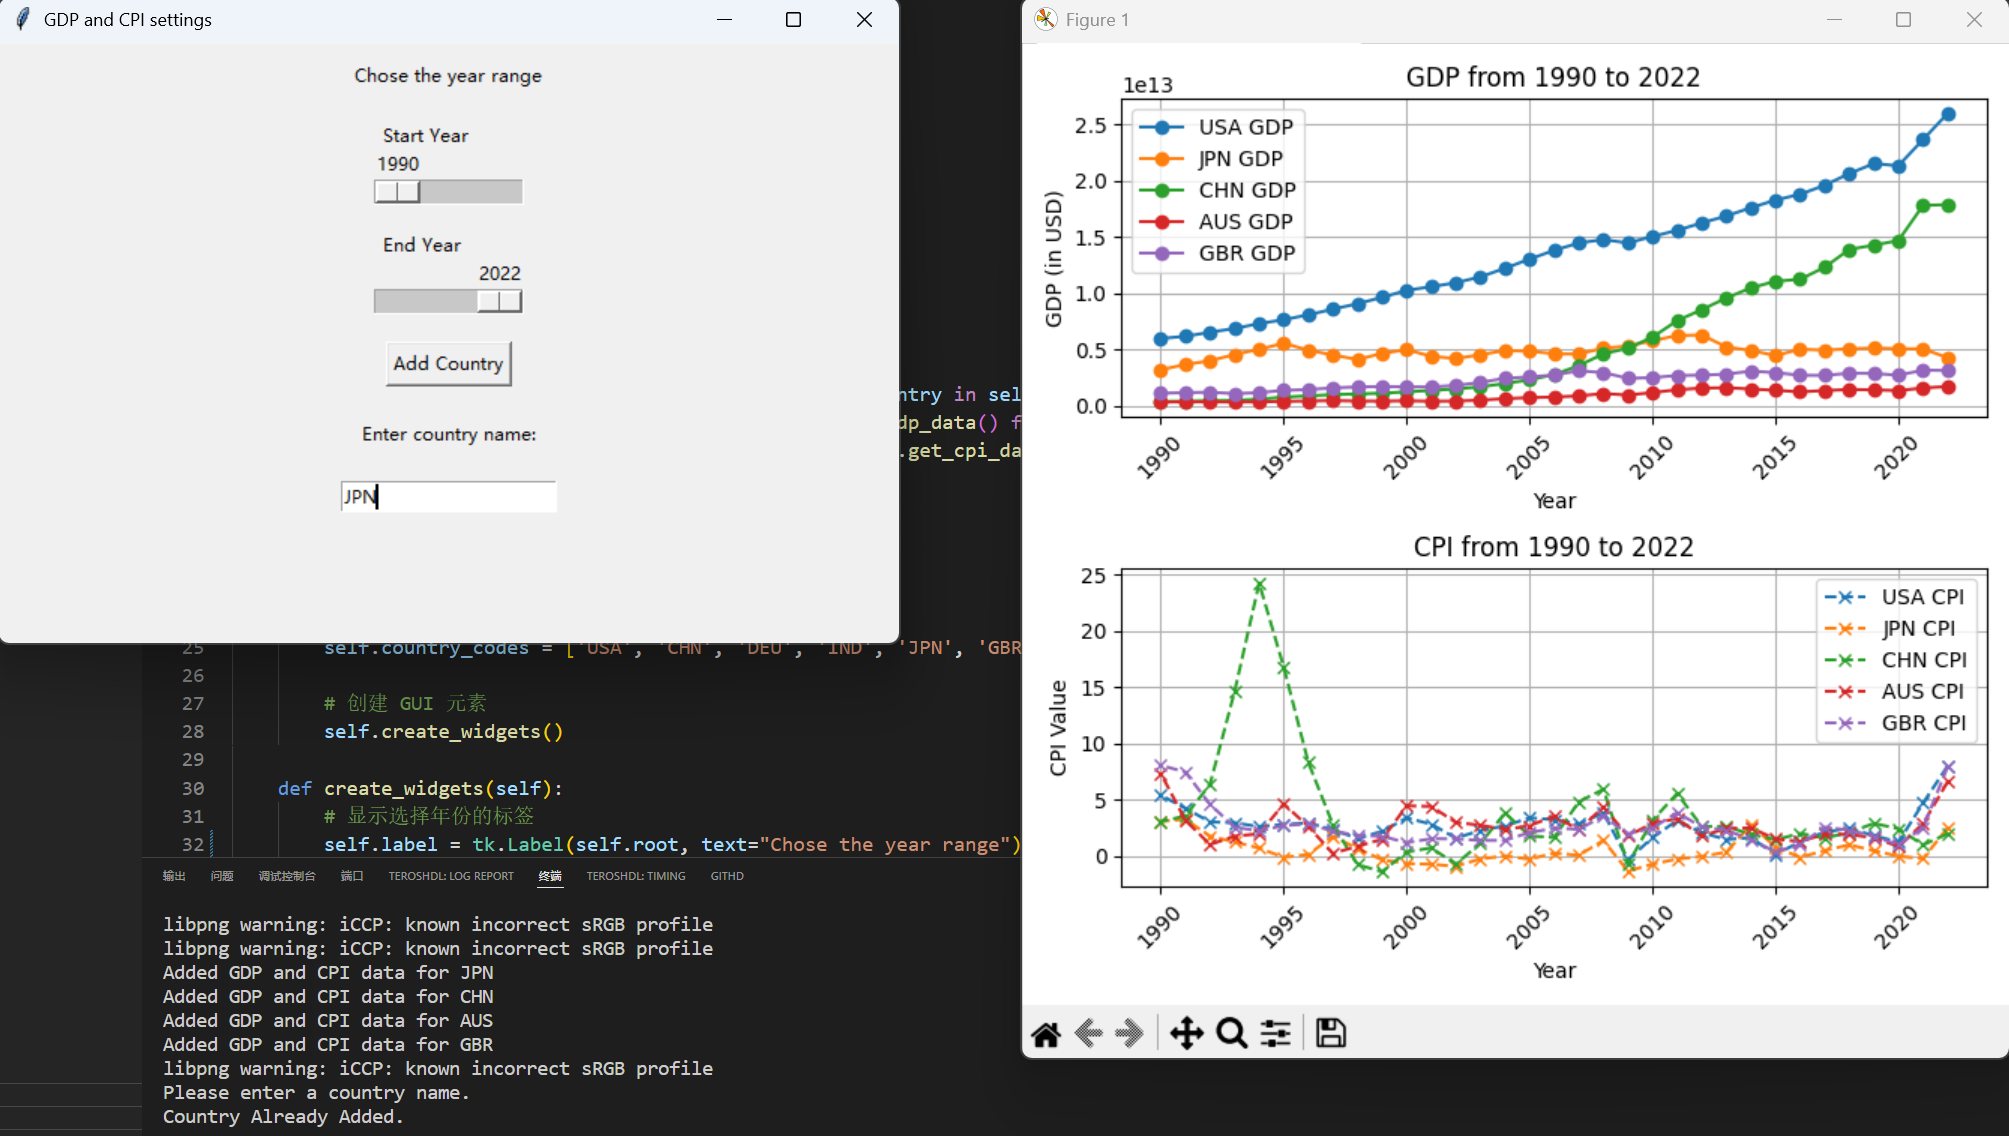 GDP and CPI settings
Chose the year range
Start Year
1990
End Year
2022
Add Country
Enter country name:
JPN
ntry in sel
dp_data() f
.get_cpi_da
25 self.country_codes = ['USA', 'CHN', 'DEU', 'IND', 'JPN', 'GBR
26
27 # 创建 GUI 元素
28 self.create_widgets()
29
30 def create_widgets(self):
31 # 显示选择年份的标签
32 self.label = tk.Label(self.root, text="Chose the year range")
输出 问题 调试控制台 端口 TEROSHDL: LOG REPORT 终端 TEROSHDL: TIMING GITHD
libpng warning: iCCP: known incorrect sRGB profile
libpng warning: iCCP: known incorrect sRGB profile
Added GDP and CPI data for JPN
Added GDP and CPI data for CHN
Added GDP and CPI data for AUS
Added GDP and CPI data for GBR
libpng warning: iCCP: known incorrect sRGB profile
Please enter a country name.
Country Already Added.
Figure 1
GDP from 1990 to 2022
1e13
2.5
2.0
1.5
1.0
0.5
0.0
GDP (in USD)
USA GDP
JPN GDP
CHN GDP
AUS GDP
GBR GDP
1990 1995 2000 2005 2010 2015 2020
Year
CPI from 1990 to 2022
25
20
15
10
5
0
CPI Value
USA CPI
JPN CPI
CHN CPI
AUS CPI
GBR CPI
1990 1995 2000 2005 2010 2015 2020
Year